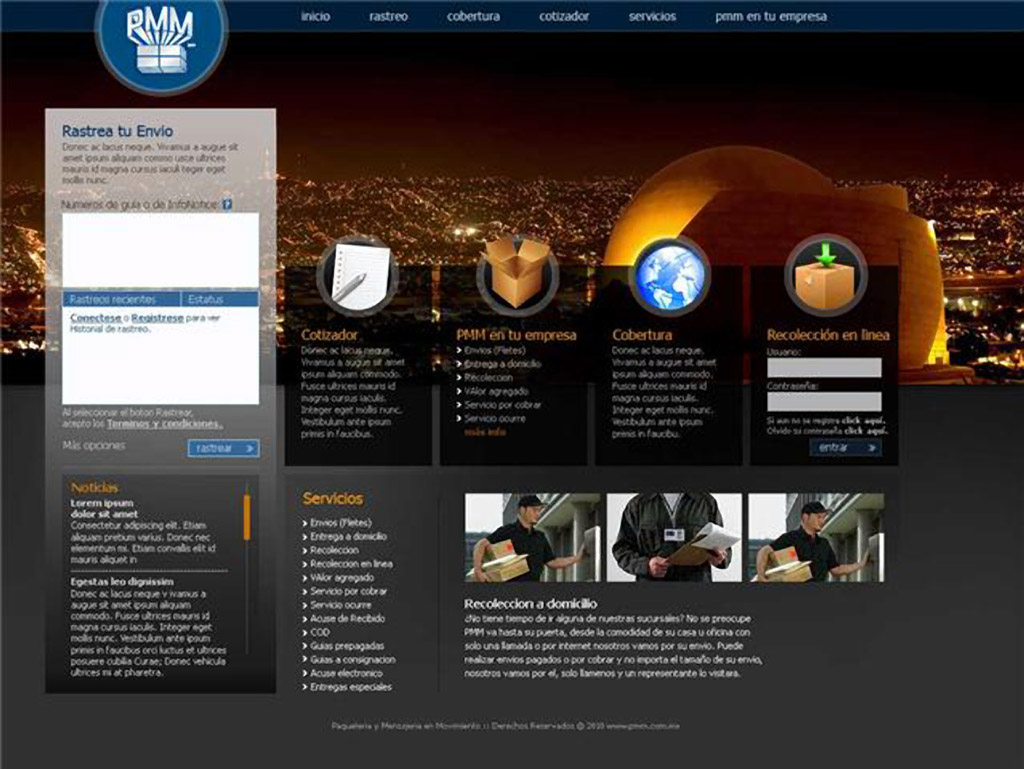 PMM
inicio rastreo cobertura cotizador servicios pmm en tu empresa
Rastrea tu Envio
Donec ac lacus neque. Vivamus a augue sit
amet ipsum aliquam commo usce ultrices
mauris id magna cursus iaculi teger eget
mollis nunc.
Numeros de guia o de InfoNotice ?
Rastreos recientes Estatus
Conectese o Registrese para ver
Historial de rastreo.
Al seleccionar el boton Rastrear,
acepto los Terminos y condiciones.
Más opciones
rastrear »
Noticias
Lorem ipsum
dolor sit amet
Consectetur adipiscing elit. Etiam
aliquam pretium varius. Donec nec
elementum mi. Etiam convalis elit id
mauris aliquet in
Egestas leo dignissim
Donec ac lacus neque v ivamus a
augue sit amet ipsum aliquam
commodo. Fusce ultrices mauris id
magna cursus iaculis. Integer eget
mollis nunc. Vestibulum ante ipsum
primis in faucibus orci luctus et ultrices
posuere cubilia Curae; Donec vehicula
ultrices mi at pharetra.
Cotizador
Donec ac lacus neque.
Vivamus a augue sit amet
ipsum aliquam commodo.
Fusce ultrices mauris id
magna cursus iaculis.
Integer eget mollis nunc.
Vestibulum ante ipsum
primis in faucibus.
PMM en tu empresa
Envios (Fletes)
Entrega a domicilio
Recoleccion
VAlor agregado
Servicio por cobrar
Servicio ocurre
más info
Cobertura
Donec ac lacus neque.
Vivamus a augue sit amet
ipsum aliquam commodo.
Fusce ultrices mauris id
magna cursus iaculis.
Integer eget mollis nunc.
Vestibulum ante ipsum
primis in faucibu.
Recolección en linea
Usuario:
Contraseña:
Si aun no se registra click aquí.
Olvido su contraseña click aquí.
entrar »
Servicios
Envios (Fletes)
Entrega a domicilio
Recoleccion
Recoleccion en linea
VAlor agregado
Servicio por cobrar
Servicio ocurre
Acuse de Recibido
COD
Guias prepagadas
Guias a consignacion
Acuse electronico
Entregas especiales
Recoleccion a domicilio
¿No tiene tiempo de ir alguna de nuestras sucursales? No se preocupe
PMM va hasta su puerta, desde la comodidad de su casa u oficina con
solo una llamada o por internet nosotros vamos por su envio. Puede
realizar envios pagados o por cobrar y no importa el tamaño de su envio,
nosotros vamos por el, solo llamenos y un representante lo visitara.
Paqueteria y Mensajeria en Movimiento :: Derechos Reservados © 2010 www.pmm.com.mx